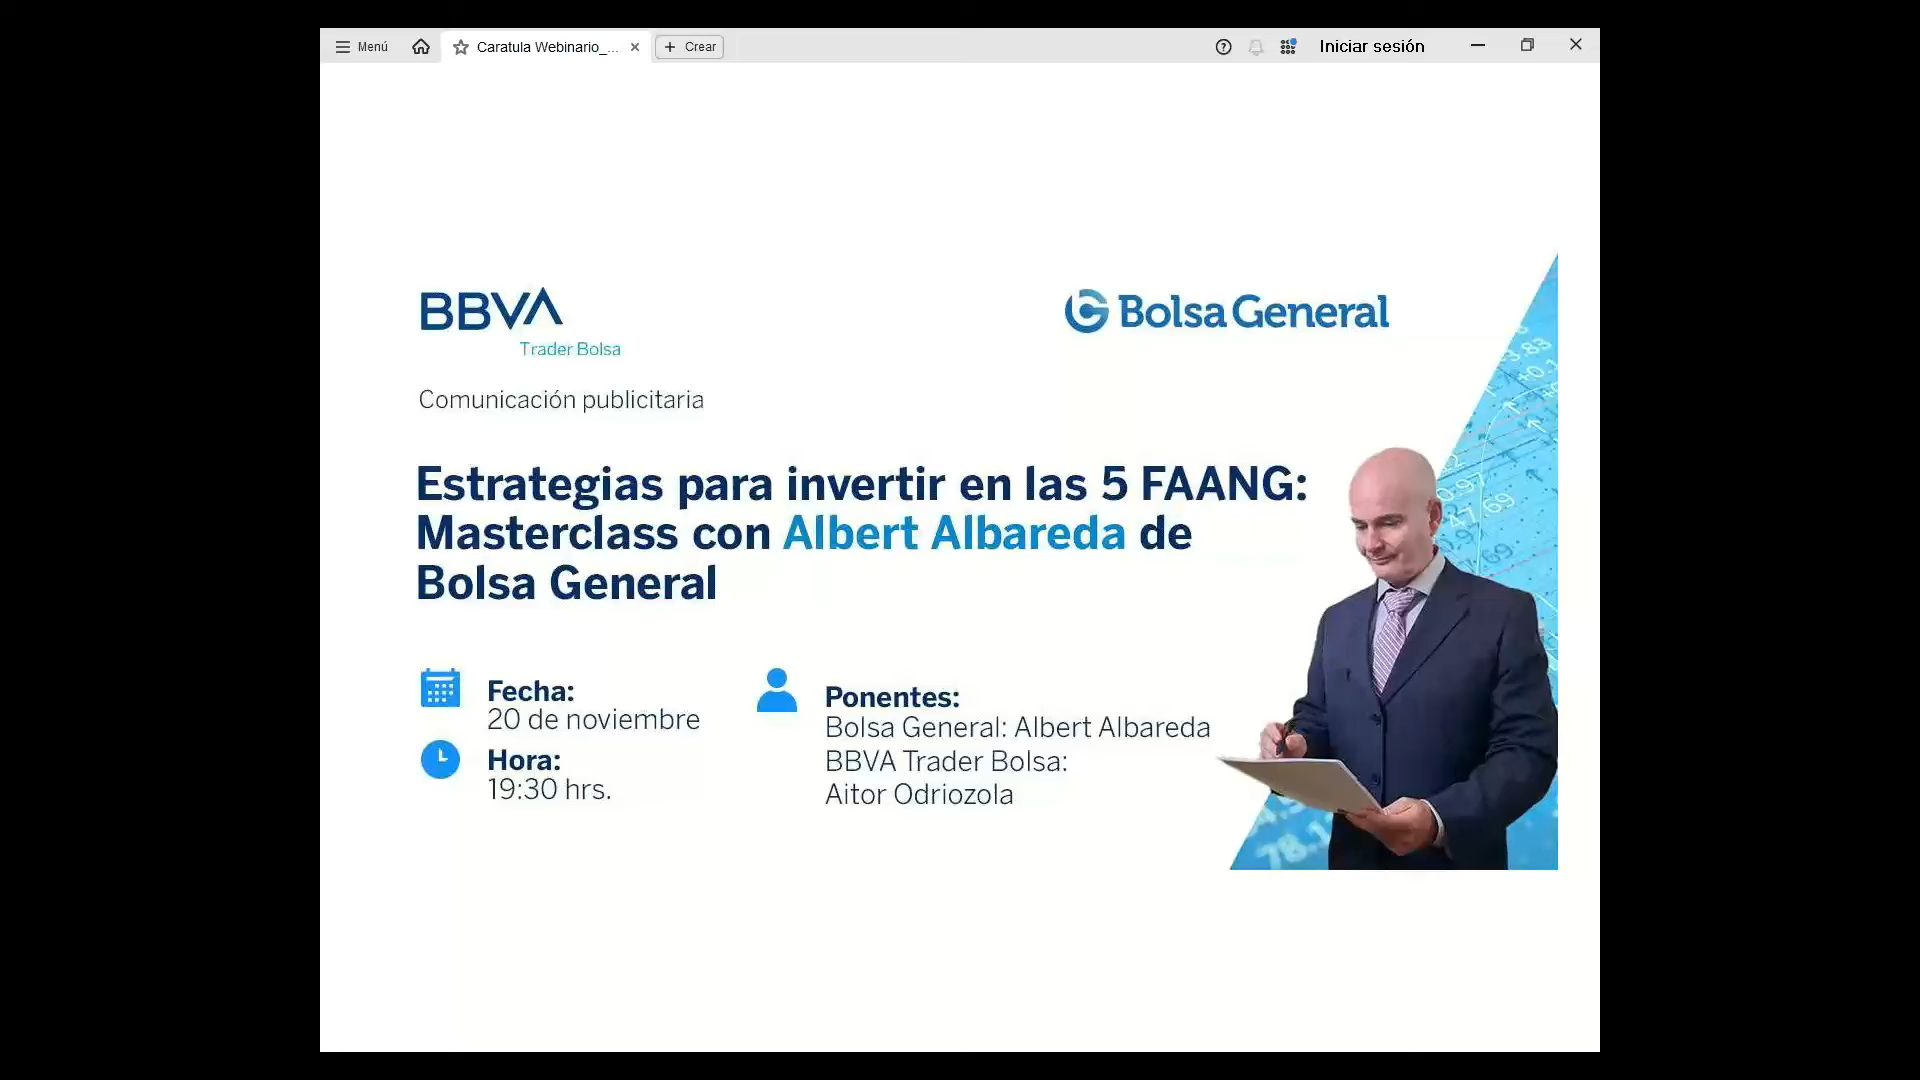 Menú
Caratula Webinario_...
Crear
Iniciar sesión
BBVA
Trader Bolsa
Bolsa General
Comunicación publicitaria
Estrategias para invertir en las 5 FAANG:
Masterclass con Albert Albareda de
Bolsa General
Fecha:
20 de noviembre
Hora:
19:30 hrs.
Ponentes:
Bolsa General: Albert Albareda
BBVA Trader Bolsa:
Aitor Odriozola